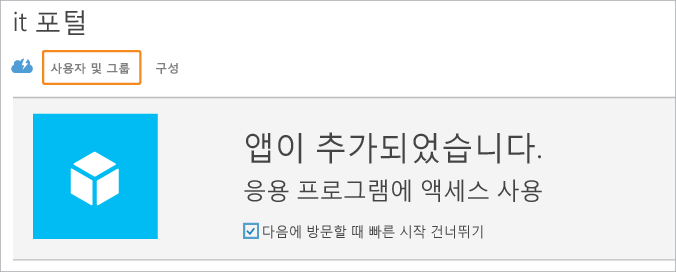 it 포털
사용자 및 그룹 구성
앱이 추가되었습니다.
응용 프로그램에 액세스 사용
다음에 방문할 때 빠른 시작 건너뛰기